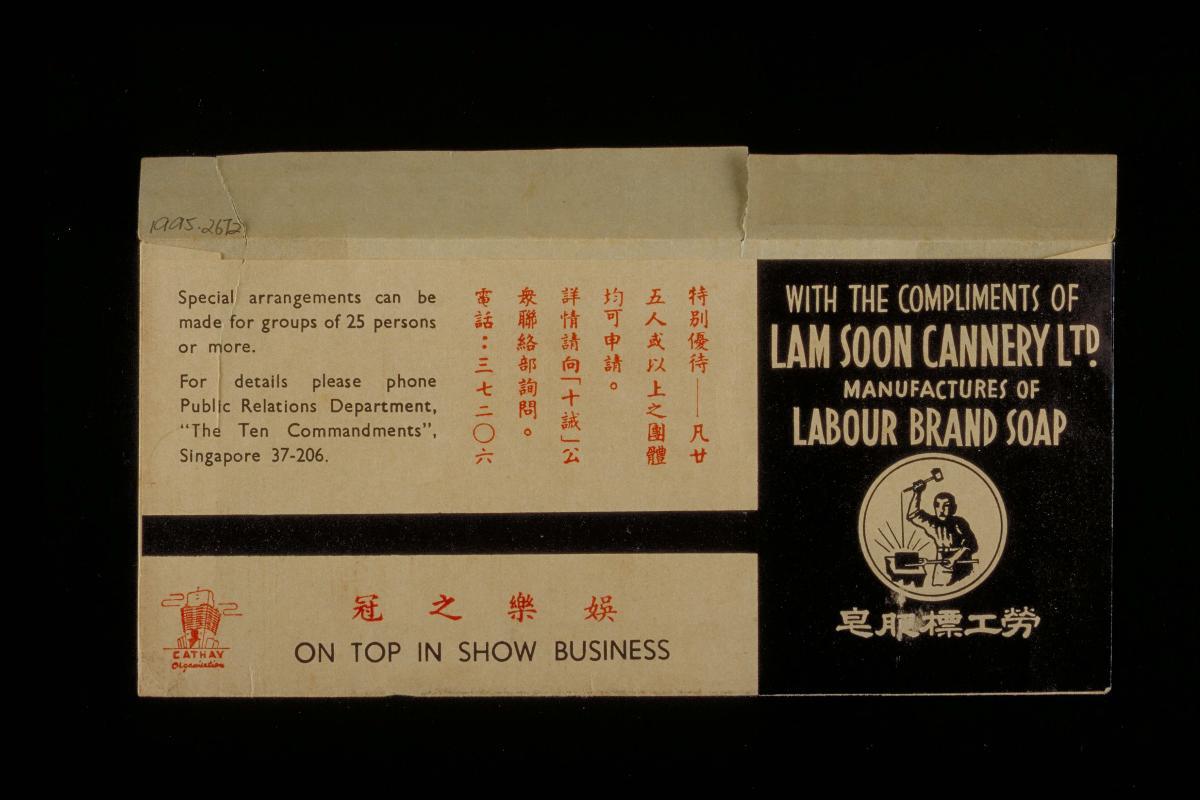 1995-2672
Special arrangements can be
made for groups of 25 persons
or more.
For details please phone
Public Relations Department,
"The Ten Commandments",
Singapore 37-206.
特別優待——凡廿
五人或以上之團體
均可申請。
詳情請向「十誡」公
衆聯絡部詢問。
電話：三七二〇六
CATHAY
Organisation
冠之樂娛
ON TOP IN SHOW BUSINESS
WITH THE COMPLIMENTS OF
LAM SOON CANNERY LTD.
MANUFACTURES OF
LABOUR BRAND SOAP
皂肥標工勞